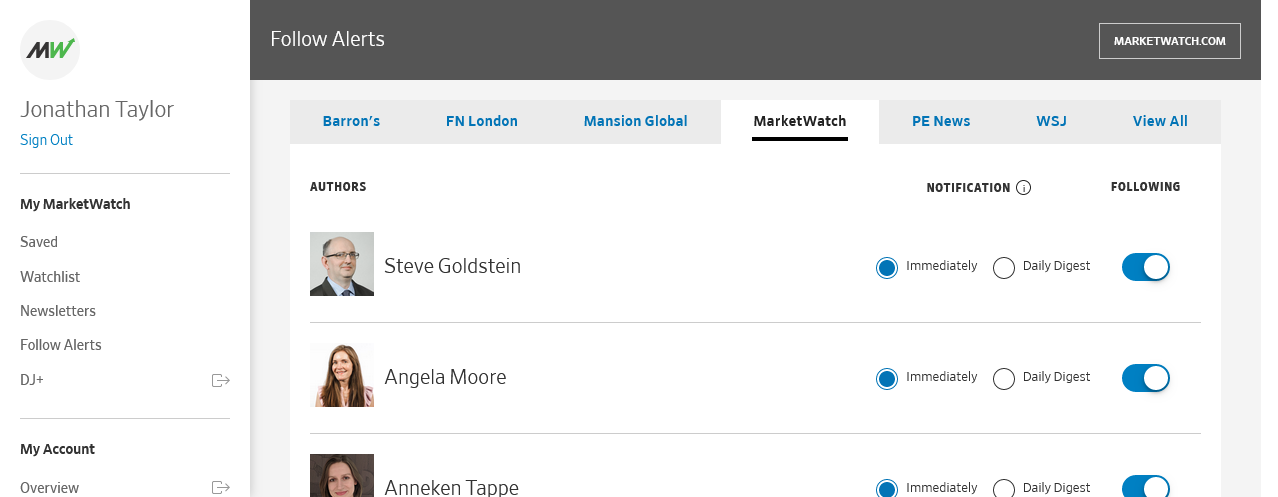 MW
Jonathan Taylor
Sign Out
My MarketWatch
Saved
Watchlist
Newsletters
Follow Alerts
DJ+
My Account
Overview
Follow Alerts
MARKETWATCH.COM
Barron's FN London Mansion Global MarketWatch PE News WSJ View All
AUTHORS NOTIFICATION i FOLLOWING
Steve Goldstein Immediately Daily Digest
Angela Moore Immediately Daily Digest
Anneken Tappe Immediately Daily Digest